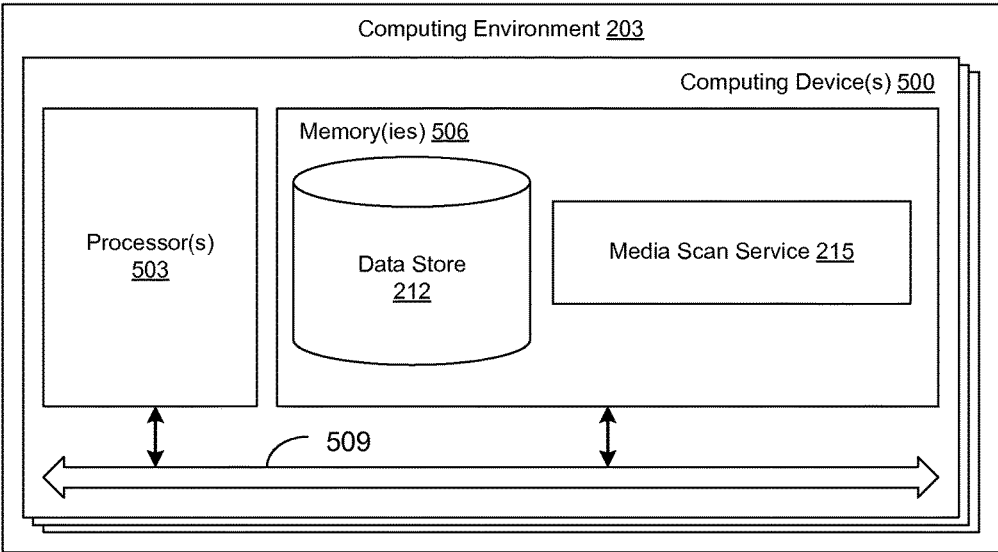 Computing Environment 203
Computing Device(s) 500
Memory(ies) 506
Processor(s)
503
Data Store
212
Media Scan Service 215
509